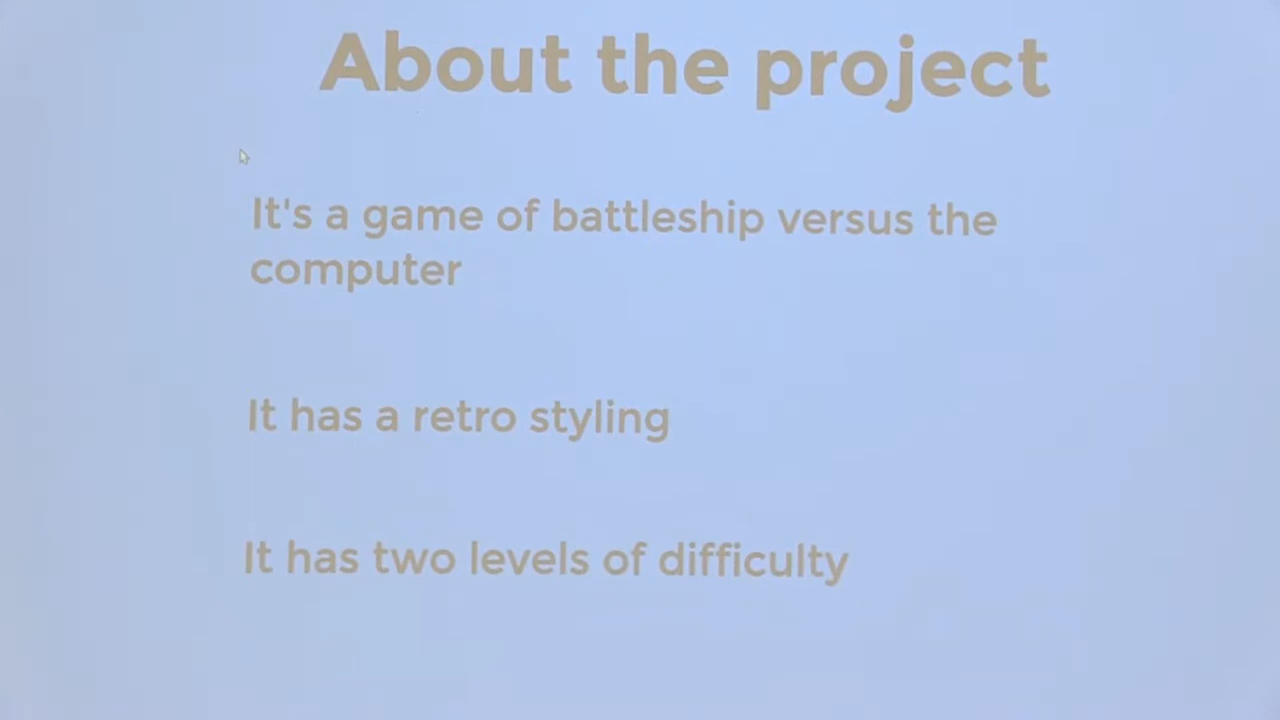 About the project
It's a game of battleship versus the
computer
It has a retro styling
It has two levels of difficulty